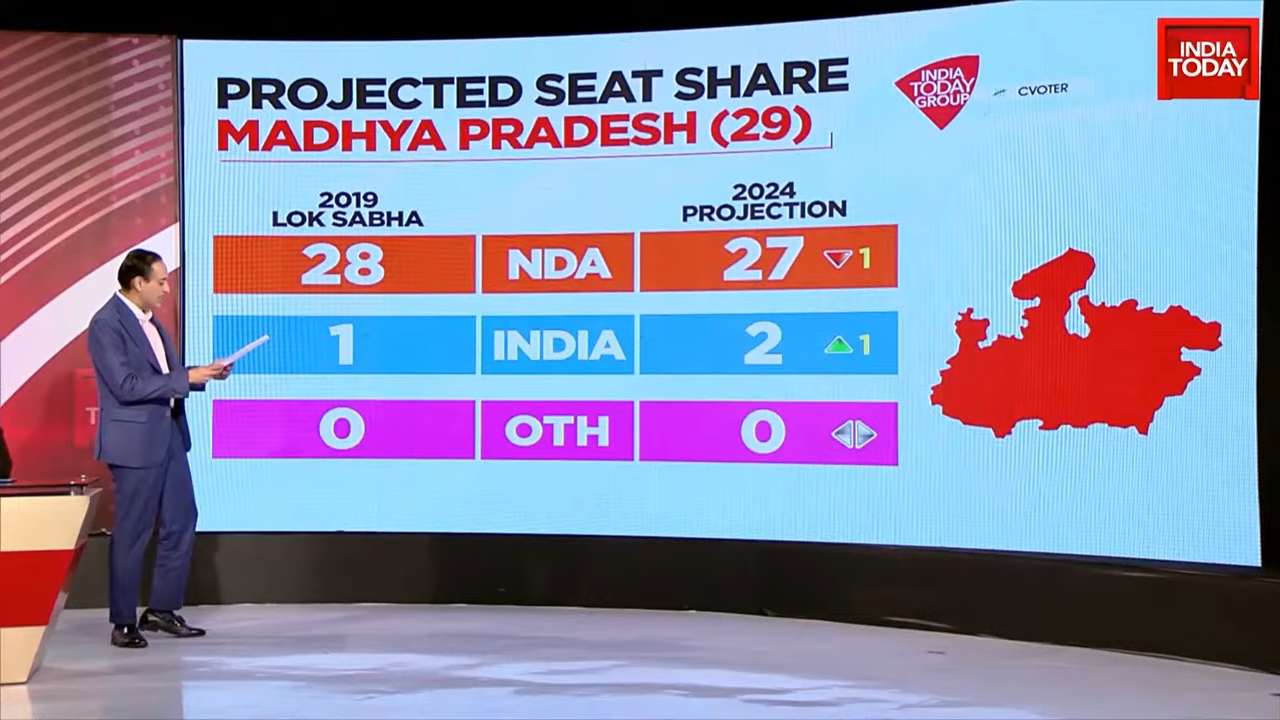 PROJECTED SEAT SHARE
MADHYA PRADESH (29)
INDIA
TODAY
GROUP
CVOTER
INDIA
TODAY
2019
LOK SABHA
2024
PROJECTION
28 NDA 27 1
1 INDIA 2 1
0 OTH 0